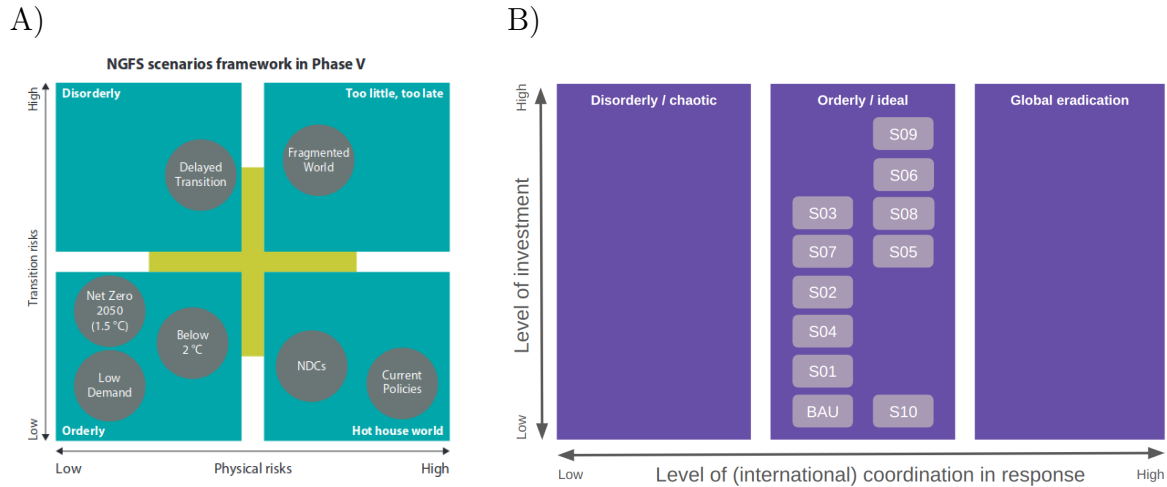 A)
NGFS scenarios framework in Phase V
High
Transition risks
Low
Disorderly
Too little, too late
Delayed
Transition
Fragmented
World
Net Zero
2050
(1.5 °C)
Below
2 °C
Low
Demand
NDCs
Current
Policies
Orderly
Hot house world
Low
Physical risks
High
B)
High
Level of investment
Low
Disorderly / chaotic
Orderly / ideal
Global eradication
S09
S06
S03
S08
S07
S05
S02
S04
S01
BAU
S10
Low
Level of (international) coordination in response
High